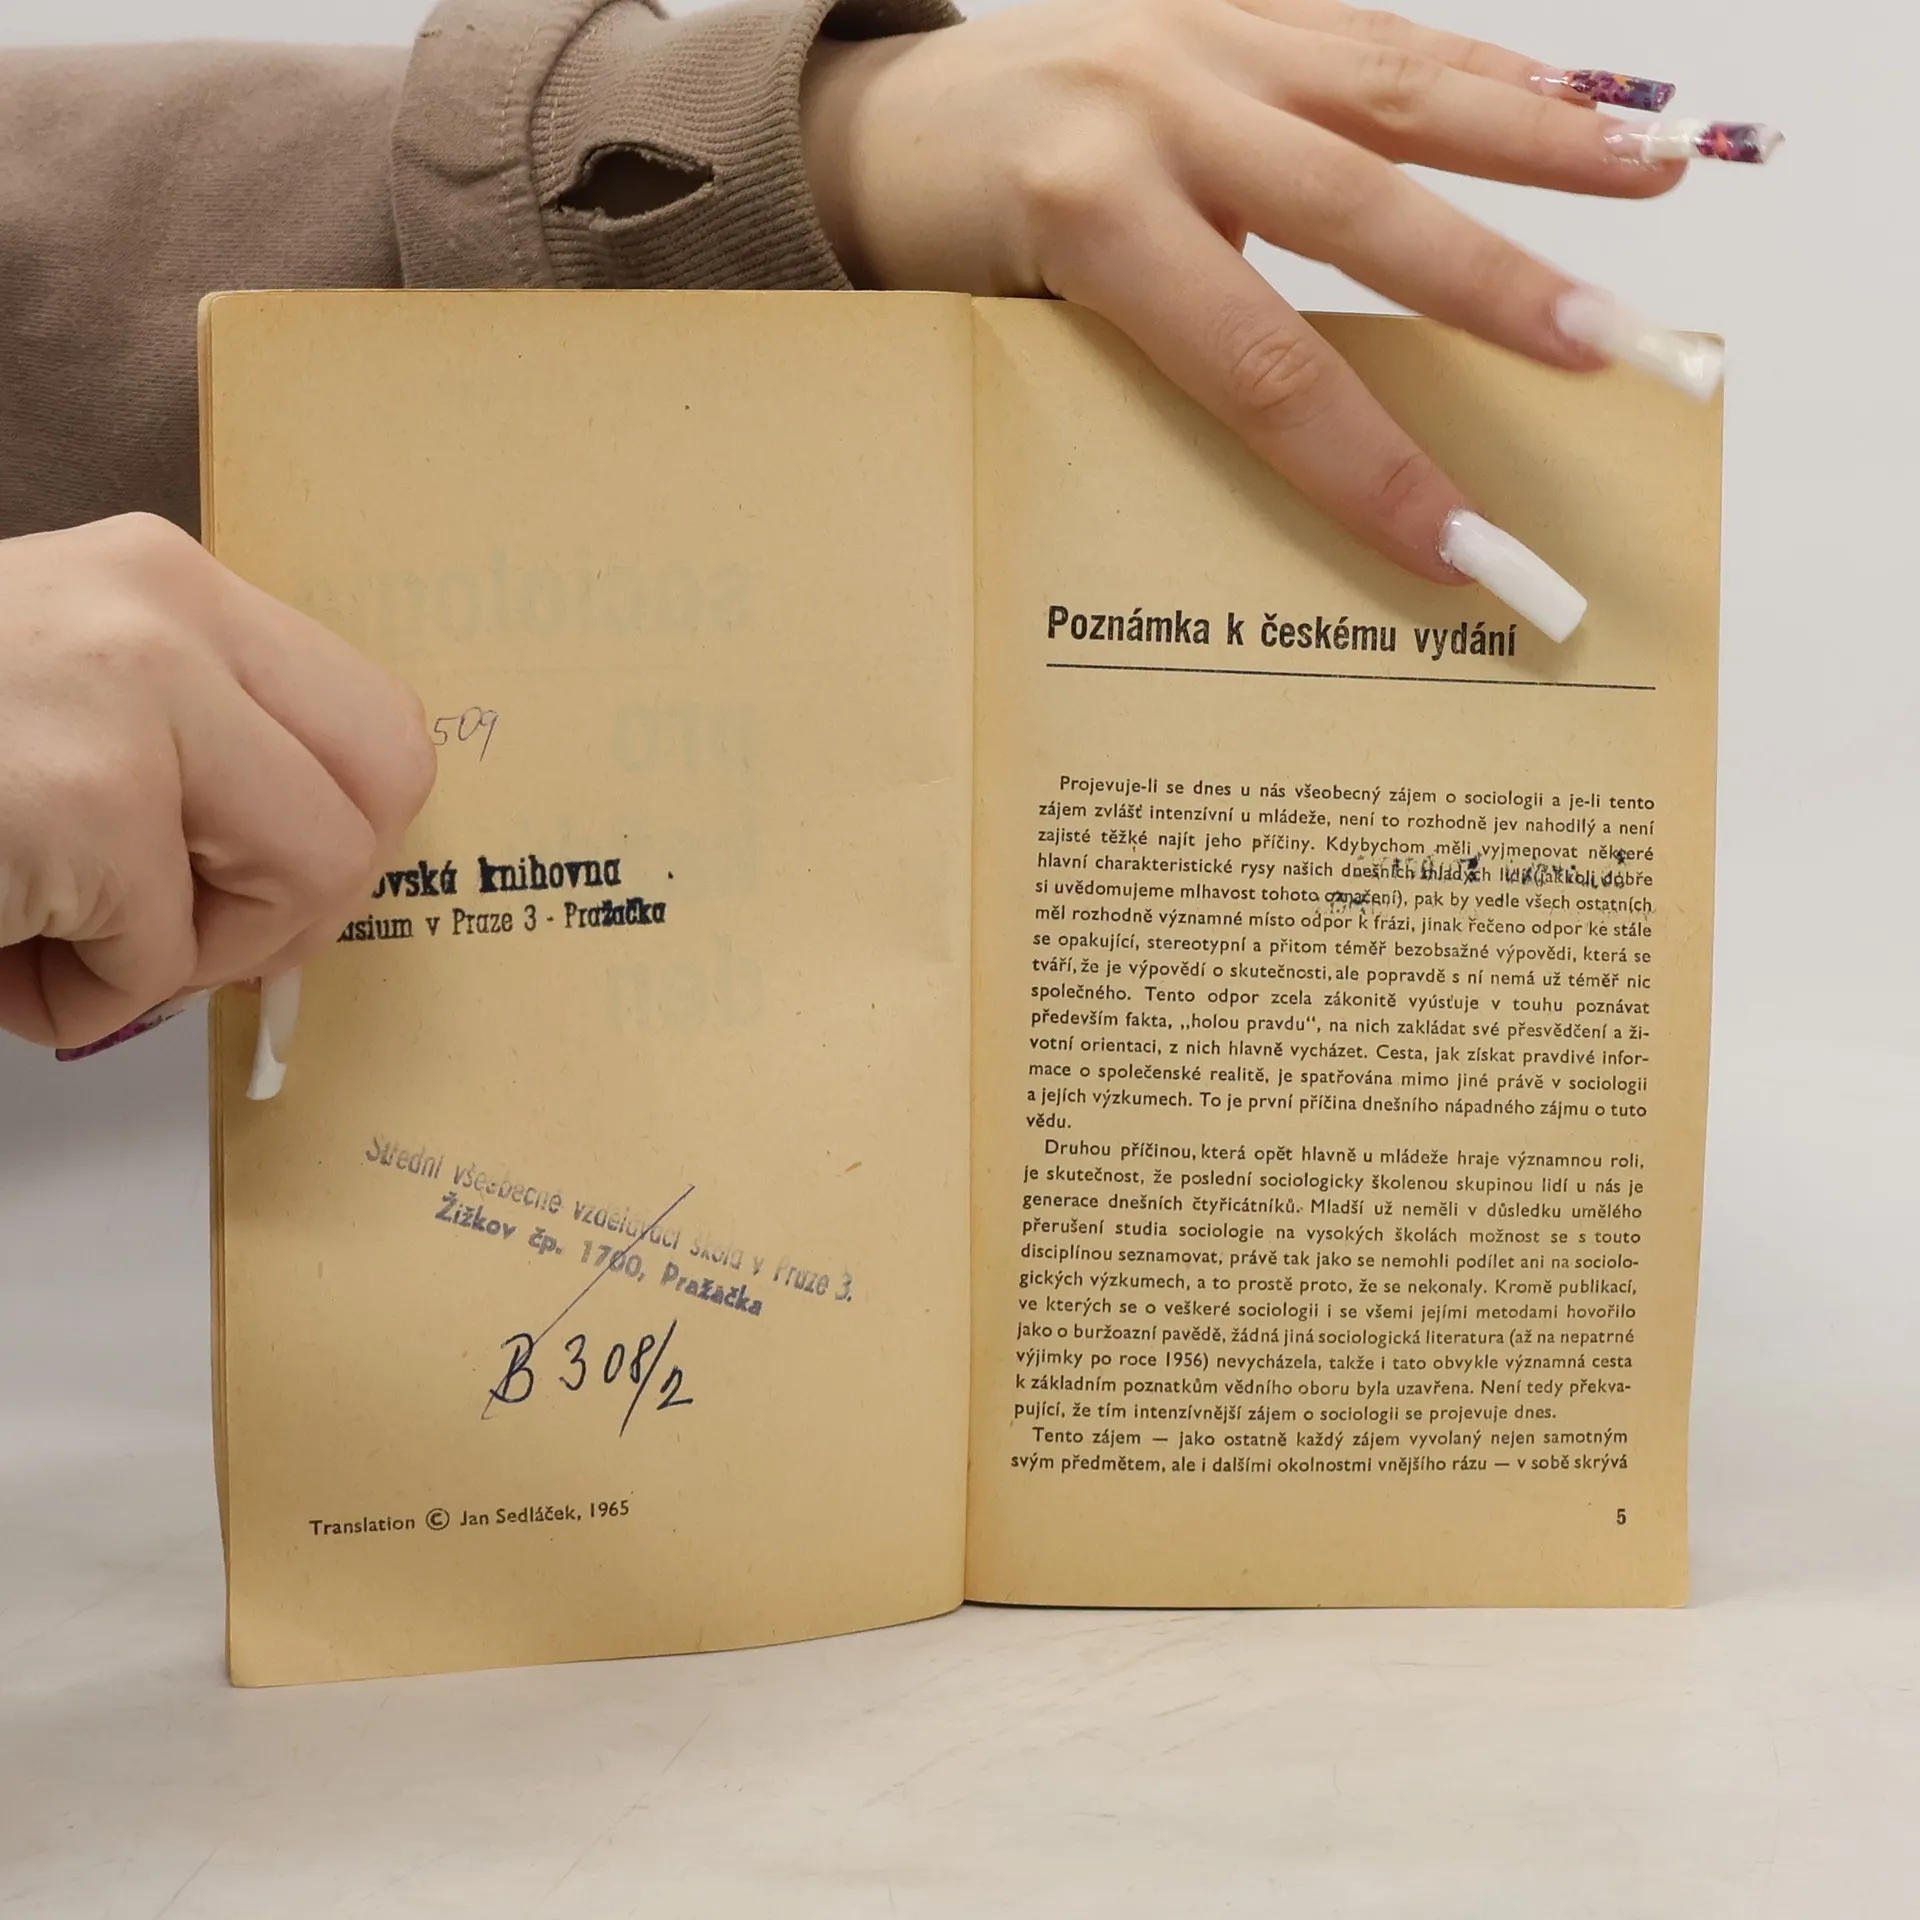 509
knihovna
v Praze 3 - Pražačka
Střední všeobecně vzdělávací škola v Praze 3.
Žižkov čp. 1700, Pražačka
B 308/2
Translation © Jan Sedláček, 1965
Poznámka k českému vydání
Projevuje-li se dnes u nás všeobecný zájem o sociologii a je-li tento
zájem zvlášť intenzívní u mládeže, není to rozhodně jev nahodilý a není
zajisté těžké najít jeho příčiny. Kdybychom měli vyjmenovat některé
hlavní charakteristické rysy našich dnešních mladých lidí (jakkoli dobře
si uvědomujeme mlhavost tohoto označení), pak by vedle všech ostatních
měl rozhodně významné místo odpor k frázi, jinak řečeno odpor ke stále
se opakující, stereotypní a přitom téměř bezobsažné výpovědi, která se
tváří, že je výpovědí o skutečnosti, ale popravdě s ní nemá už téměř nic
společného. Tento odpor zcela zákonitě vyúsťuje v touhu poznávat
především fakta, „holou pravdu“, na nich zakládat své přesvědčení a ži-
votní orientaci, z nich hlavně vycházet. Cesta, jak získat pravdivé infor-
mace o společenské realitě, je spatřována mimo jiné právě v sociologii
a jejích výzkumech. To je první příčina dnešního nápadného zájmu o tuto
vědu.
Druhou příčinou, která opět hlavně u mládeže hraje významnou roli,
je skutečnost, že poslední sociologicky školenou skupinou lidí u nás je
generace dnešních čtyřicátníků. Mladší už neměli v důsledku umělého
přerušení studia sociologie na vysokých školách možnost se s touto
disciplínou seznamovat, právě tak jako se nemohli podílet ani na sociolo-
gických výzkumech, a to prostě proto, že se nekonaly. Kromě publikací,
ve kterých se o veškeré sociologii i se všemi jejími metodami hovořilo
jako o buržoazní pavědě, žádná jiná sociologická literatura (až na nepatrné
výjimky po roce 1956) nevycházela, takže i tato obvykle významná cesta
k základním poznatkům vědního oboru byla uzavřena. Není tedy překva-
pující, že tím intenzívnější zájem o sociologii se projevuje dnes.
Tento zájem — jako ostatně každý zájem vyvolaný nejen samotným
svým předmětem, ale i dalšími okolnostmi vnějšího rázu — v sobě skrývá
5